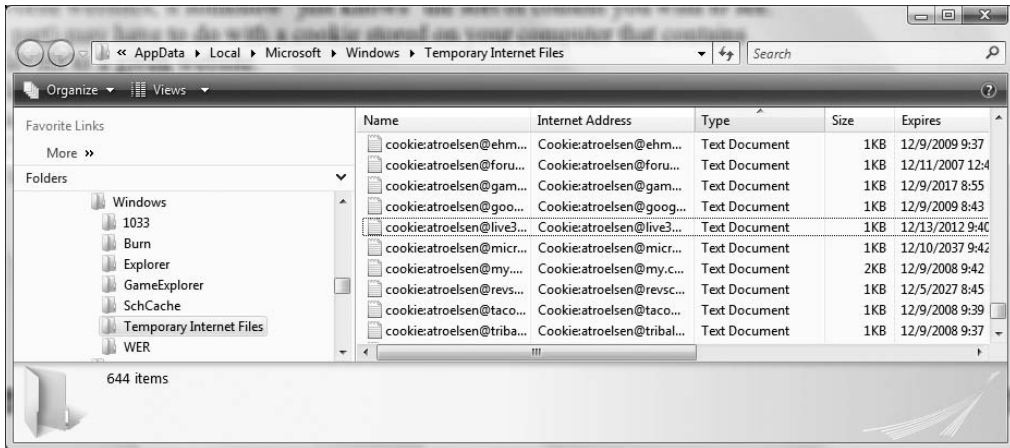 « AppData ▸ Local ▸ Microsoft ▸ Windows ▸ Temporary Internet Files Search
Organize Views
Favorite Links
More »
Folders
Windows
1033
Burn
Explorer
GameExplorer
SchCache
Temporary Internet Files
WER
Name Internet Address Type Size Expires
cookie:atroelsen@ehm... Cookie:atroelsen@ehm... Text Document 1KB 12/9/2009 9:37
cookie:atroelsen@foru... Cookie:atroelsen@foru... Text Document 1KB 12/11/2007 12:4
cookie:atroelsen@gam... Cookie:atroelsen@gam... Text Document 1KB 12/9/2017 8:55
cookie:atroelsen@goo... Cookie:atroelsen@goog... Text Document 1KB 12/9/2009 8:43
cookie:atroelsen@live3... Cookie:atroelsen@live3... Text Document 1KB 12/13/2012 9:40
cookie:atroelsen@micr... Cookie:atroelsen@micr... Text Document 1KB 12/10/2037 9:42
cookie:atroelsen@my.... Cookie:atroelsen@my.c... Text Document 2KB 12/9/2008 9:42
cookie:atroelsen@revs... Cookie:atroelsen@revsc... Text Document 1KB 12/5/2027 8:45
cookie:atroelsen@taco... Cookie:atroelsen@taco... Text Document 1KB 12/9/2008 9:39
cookie:atroelsen@triba... Cookie:atroelsen@tribal... Text Document 1KB 12/9/2008 9:37
644 items